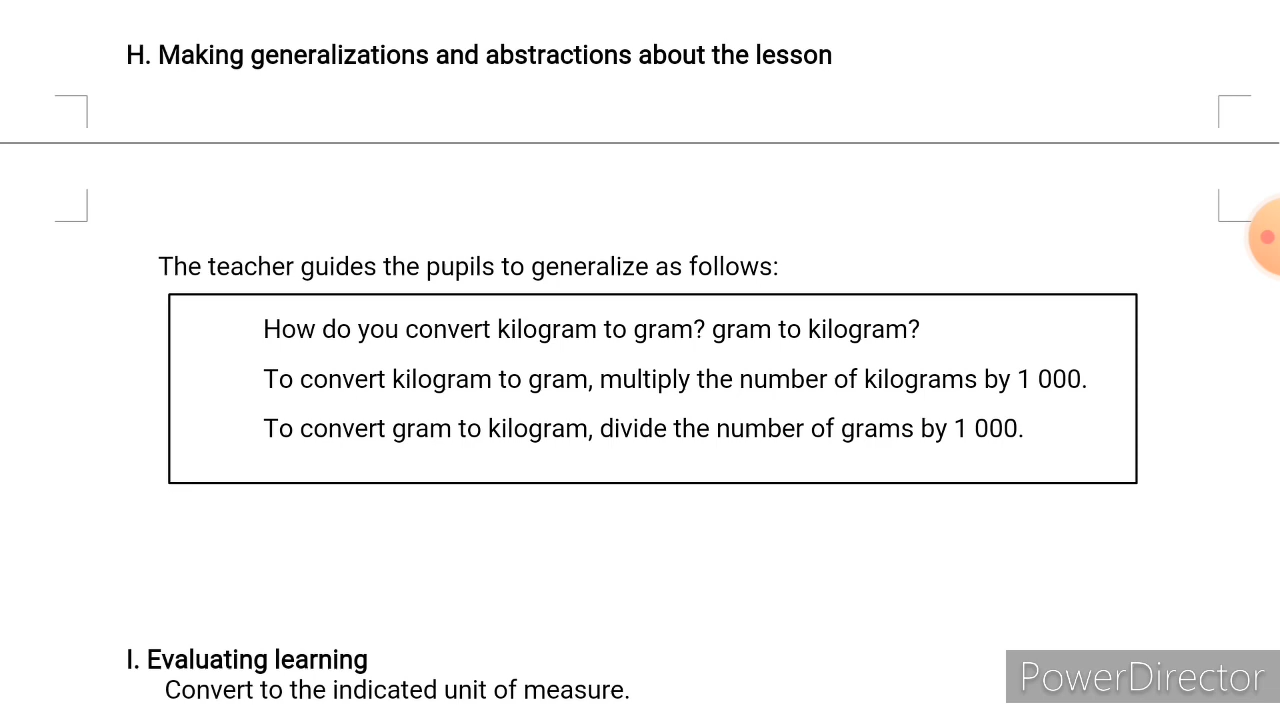 H. Making generalizations and abstractions about the lesson
The teacher guides the pupils to generalize as follows:
How do you convert kilogram to gram? gram to kilogram?
To convert kilogram to gram, multiply the number of kilograms by 1 000.
To convert gram to kilogram, divide the number of grams by 1 000.
I. Evaluating learning
Convert to the indicated unit of measure.
PowerDirector